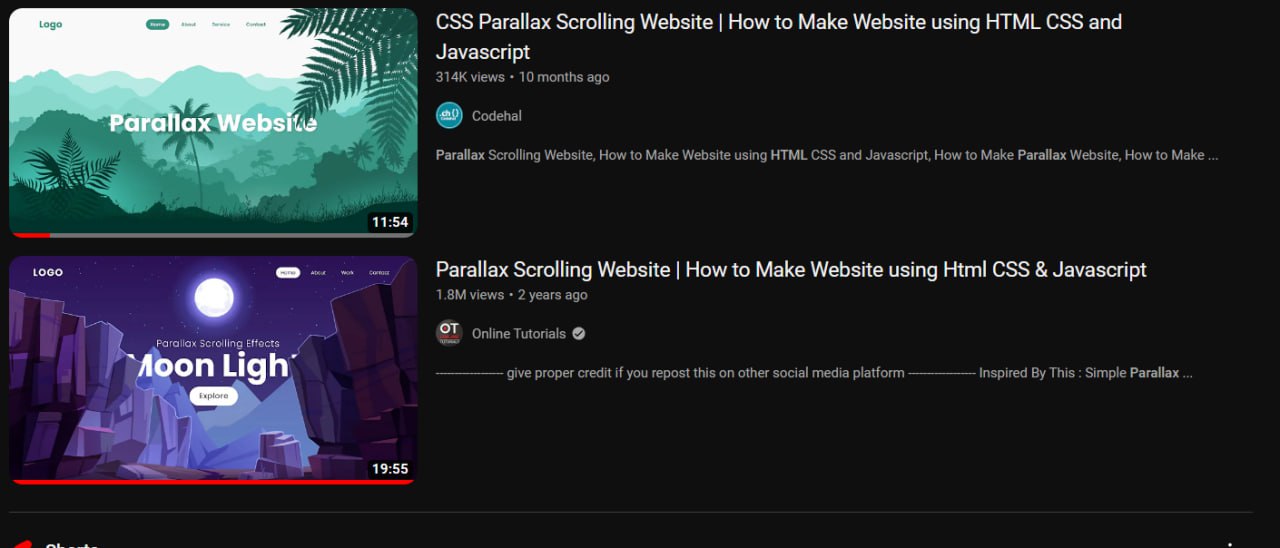 Logo
Home About Service Contact
Parallax Website
11:54
CSS Parallax Scrolling Website | How to Make Website using HTML CSS and
Javascript
314K views • 10 months ago
.ch{}
Codehal
Codehal
Parallax Scrolling Website, How to Make Website using HTML CSS and Javascript, How to Make Parallax Website, How to Make ...
LOGO
Home About Work Contact
Parallax Scrolling Effects
Moon Light
Explore
19:55
Parallax Scrolling Website | How to Make Website using Html CSS & Javascript
1.8M views • 2 years ago
OT
ONLINE
TUTORIALS
Online Tutorials
----------------- give proper credit if you repost this on other social media platform ----------------- Inspired By This : Simple Parallax ...
Shorts